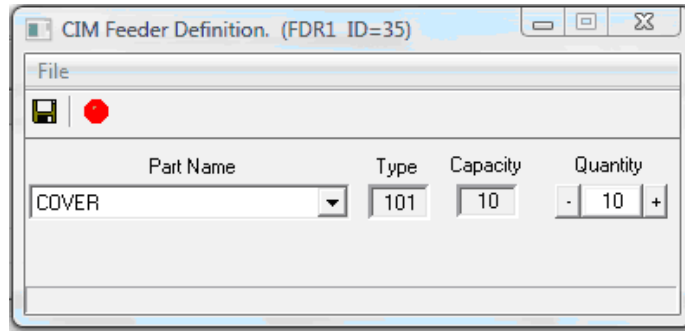 CIM Feeder Definition. (FDR1 ID=35)
File
Part Name Type Capacity Quantity
COVER 101 10 - 10 +